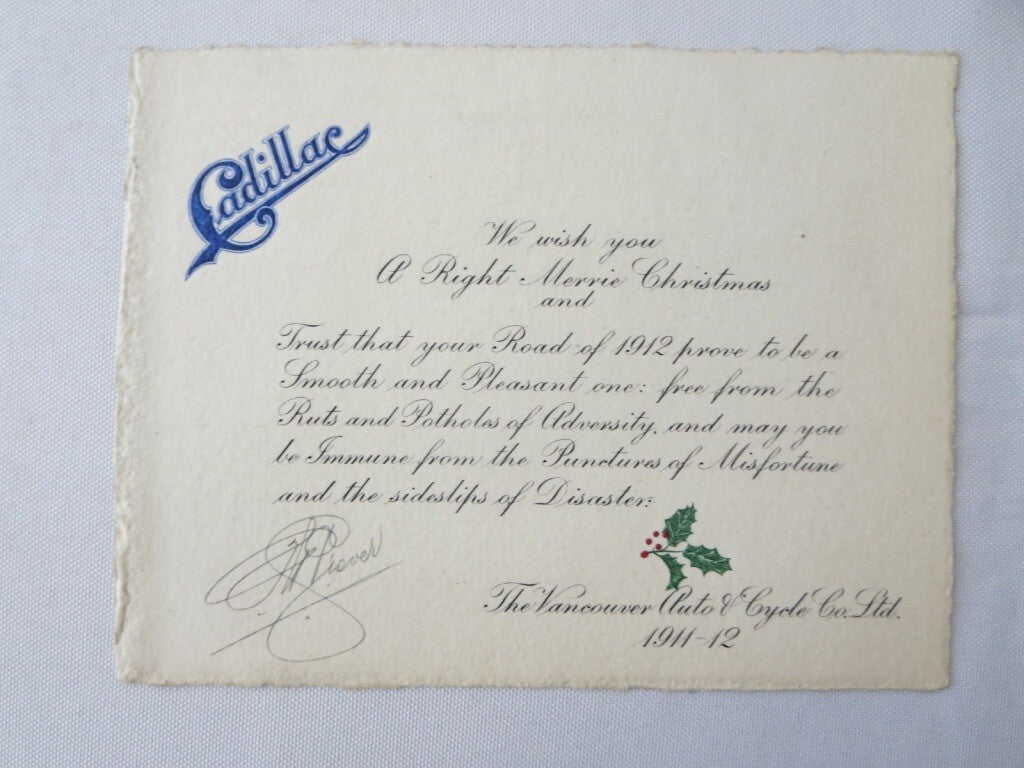 Cadillac
We wish you
A Right Merrie Christmas
and
Trust that your Road of 1912 prove to be a
Smooth and Pleasant one: free from the
Ruts and Potholes of Adversity, and may you
be Immune from the Punctures of Misfortune
and the sideslips of Disaster:
The Vancouver Auto & Cycle Co. Ltd.
1911-12